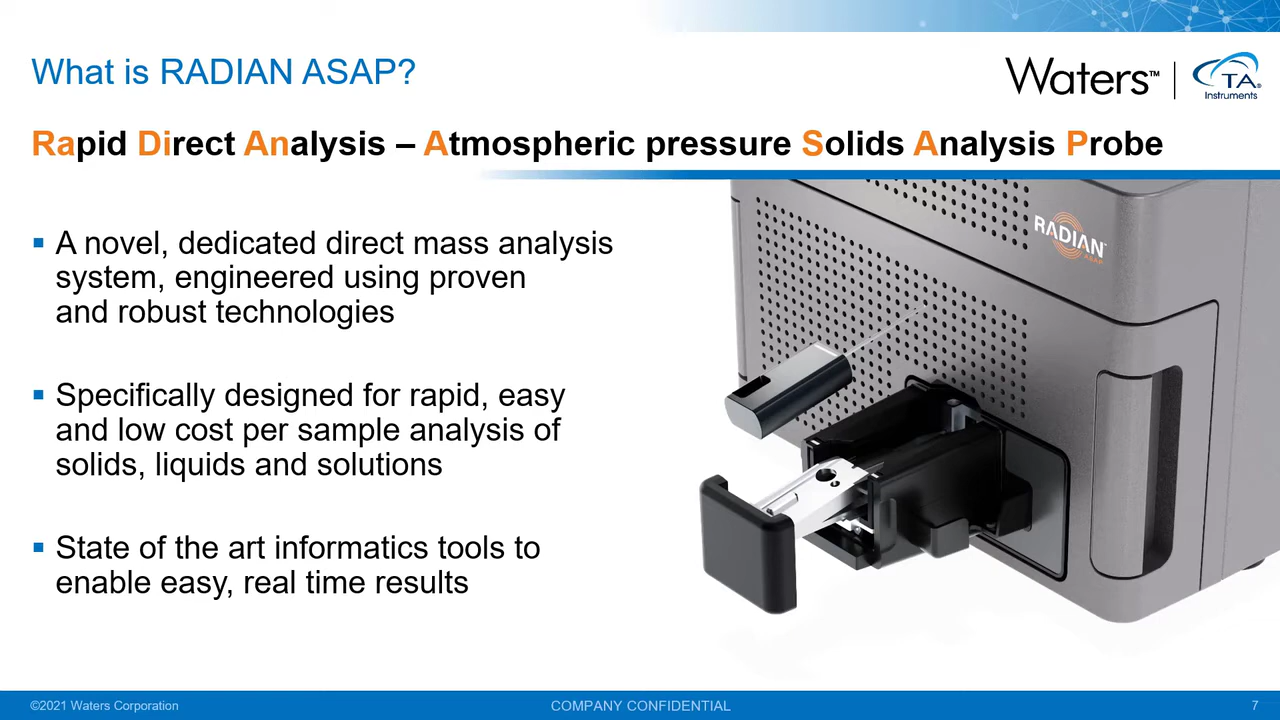 What is RADIAN ASAP?
Waters™
TA®
Instruments
Rapid Direct Analysis – Atmospheric pressure Solids Analysis Probe
▪ A novel, dedicated direct mass analysis
system, engineered using proven
and robust technologies
▪ Specifically designed for rapid, easy
and low cost per sample analysis of
solids, liquids and solutions
▪ State of the art informatics tools to
enable easy, real time results
RADIAN™
ASAP
©2021 Waters Corporation
COMPANY CONFIDENTIAL
7